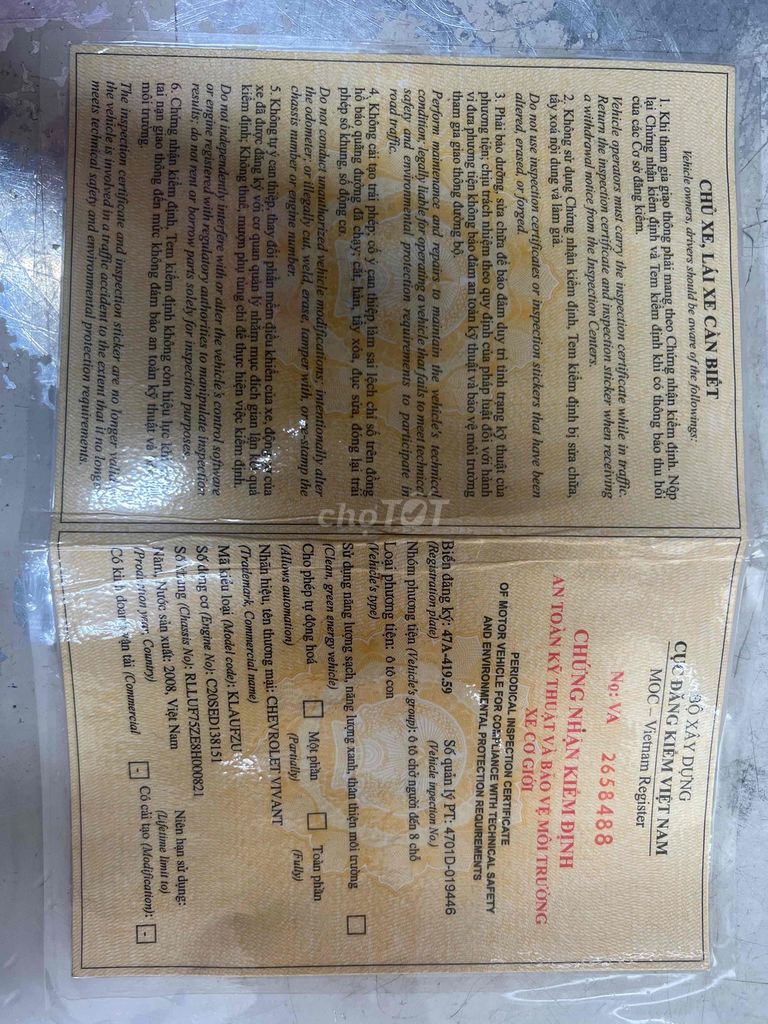 CHỦ XE, LÁI XE CẦN BIẾT
Vehicle owners, drivers should be aware of the followings:
1. Khi tham gia giao thông phải mang theo Chứng nhận kiểm định. Nộp
lại Chứng nhận kiểm định và Tem kiểm định khi có thông báo thu hồi
của các Cơ sở đăng kiểm.
Vehicle operators must carry the inspection certificate while in traffic.
Return the inspection certificate and inspection sticker when receiving
a withdrawal notice from the Inspection Centers.
2. Không sử dụng Chứng nhận kiểm định, Tem kiểm định bị sửa chữa,
tẩy xoá nội dung và làm giả.
Do not use inspection certificates or inspection stickers that have been
altered, erased, or forged.
3. Phải bảo dưỡng, sửa chữa để bảo đảm duy trì tình trạng kỹ thuật của
phương tiện; chịu trách nhiệm theo quy định của pháp luật đối với hành
vi đưa phương tiện không bảo đảm an toàn kỹ thuật và bảo vệ môi trường
tham gia giao thông đường bộ.
Perform maintenance and repairs to maintain the vehicle's technical
condition legally liable for operating a vehicle that fails to meet technical
safety and environmental protection requirements to participate in
road traffic.
4. Không cải tạo trái phép, cố ý can thiệp làm sai lệch chỉ số trên đồng
hồ báo quãng đường đã chạy; cắt, hàn, tẩy xóa, đục sửa, đóng lại trái
phép số khung, số động cơ.
Do not conduct unauthorized vehicle modifications; intentionally alter
the odometer; or illegally cut, weld, erase, tamper with, or re-stamp the
chassis number or engine number.
5. Không tự ý can thiệp, thay đổi phần mềm điều khiển của xe, động cơ của
xe đã được đăng ký với cơ quan quản lý nhằm mục đích gian lận kết quả
kiểm định. Không thuê, mượn phụ tùng chỉ để thực hiện việc kiểm định.
Do not independently interfere with or alter the vehicle's control software
or engine registered with regulatory authorities to manipulate inspection
results; do not rent or borrow parts solely for inspection purposes
6. Chứng nhận kiểm định, Tem kiểm định không còn hiệu lực khi
tai nạn giao thông đến mức không đảm bảo an toàn kỹ thuật và
môi trường.
The inspection certificate and inspection sticker are no longer valid
the vehicle is involved in a traffic accident to the extent that it no longer
meets technical safety and environmental protection requirements.
BỘ XÂY DỰNG
CỤC ĐĂNG KIỂM VIỆT NAM
MOC – Vietnam Register
No: VA 2658488
CHỨNG NHẬN KIỂM ĐỊNH
AN TOÀN KỸ THUẬT VÀ BẢO VỆ MÔI TRƯỜNG
XE CƠ GIỚI
PERIODICAL INSPECTION CERTIFICATE
OF MOTOR VEHICLE FOR COMPLIANCE WITH TECHNICAL SAFETY
AND ENVIRONMENTAL PROTECTION REQUIREMENTS
Biển đăng ký: 47A-419.59 Số quản lý PT: 4701D-019446
(Registration plate) (Vehicle inpection No.)
Nhóm phương tiện (Vehicle's group): ô tô chở người đến 8 chỗ
Loại phương tiện: ô tô con
(Vehicle's type)
Sử dụng năng lượng sạch, năng lượng xanh, thân thiện môi trường
(Clean, green energy vehicle)
Cho phép tự động hoá Một phần Toàn phần
(Allows automation) (Partially) (Fully)
Nhãn hiệu, tên thương mại: CHEVROLET VIVANT
(Trademark, Commercial name)
Mã kiểu loại (Model code): KLAUFZU
Số động cơ (Engine No): C20SED138151
Số khung (Chassis No): RLLUF75ZE8H000821
Năm, Nước sản xuất: 2008, Việt Nam Niên hạn sử dụng:
(Production year, Country) (Lifetime limit to)
Có kinh doanh vận tải (Commercial - Có cải tạo (Modification): -
chợTỐT